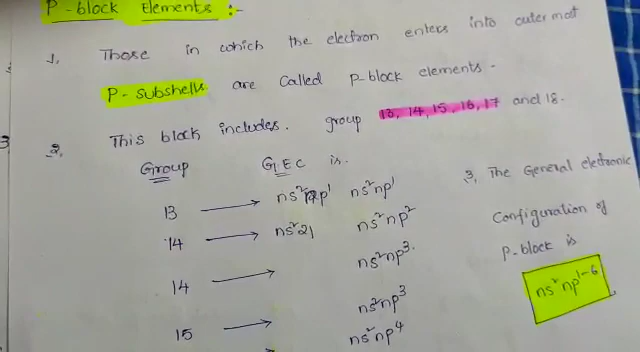 P-block Elements :-
1, Those in which the electron enters into outermost
P-subshells are called p-block elements.
2, This block includes. group 13, 14, 15, 16, 17 and 18.
Group GEC is.
13 → ns²np¹ ns²np¹
14 → ns²21 ns²np²
14 → ns²np³.
ns²np³
15 → ns²np⁴
3, The General electronic
Configuration of
p-block is
ns²np¹⁻⁶